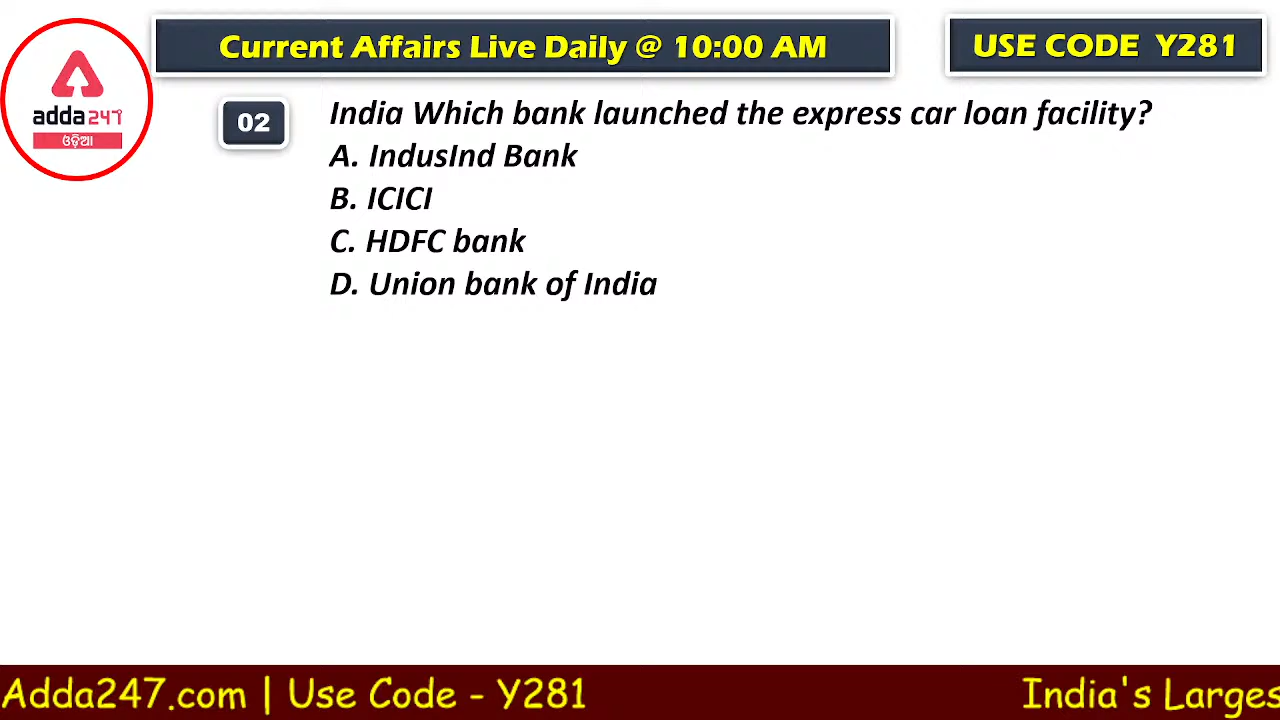 Current Affairs Live Daily @ 10:00 AM
USE CODE Y281
adda247
ଓଡ଼ିଆ
02
India Which bank launched the express car loan facility?
A. IndusInd Bank
B. ICICI
C. HDFC bank
D. Union bank of India
Adda247.com | Use Code - Y281
India's Larges